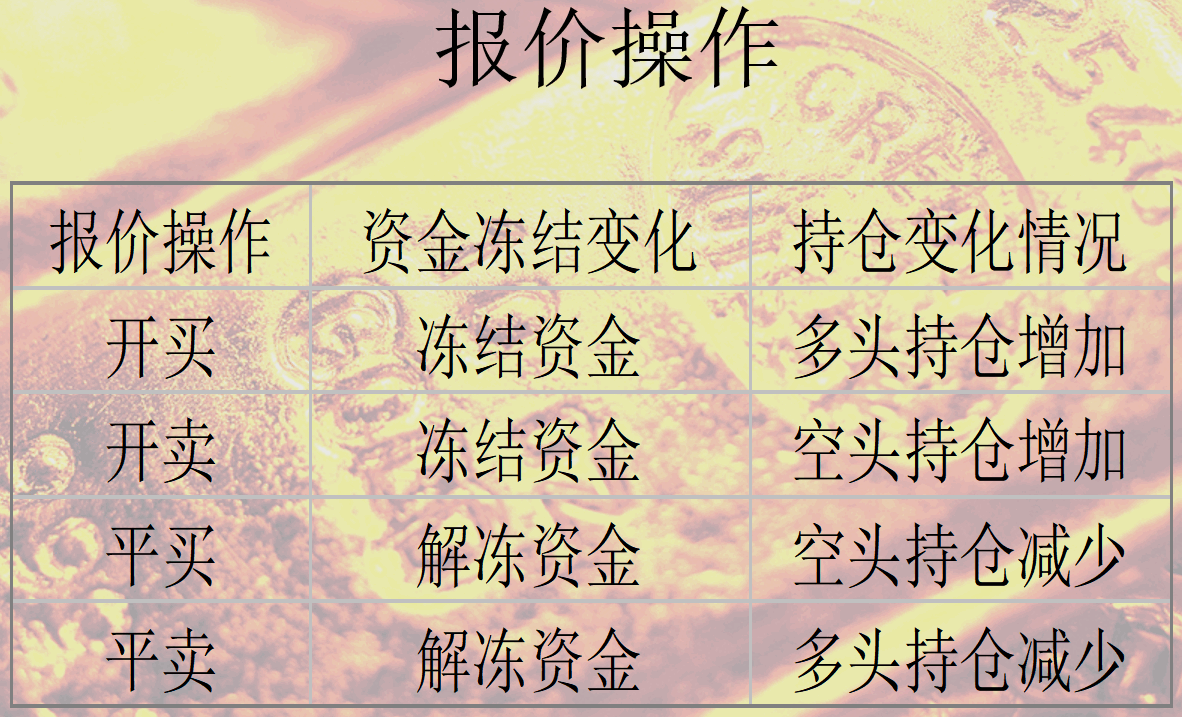 报价操作
报价操作 资金冻结变化 持仓变化情况
开买 冻结资金 多头持仓增加
开卖 冻结资金 空头持仓增加
平买 解冻资金 空头持仓减少
平卖 解冻资金 多头持仓减少